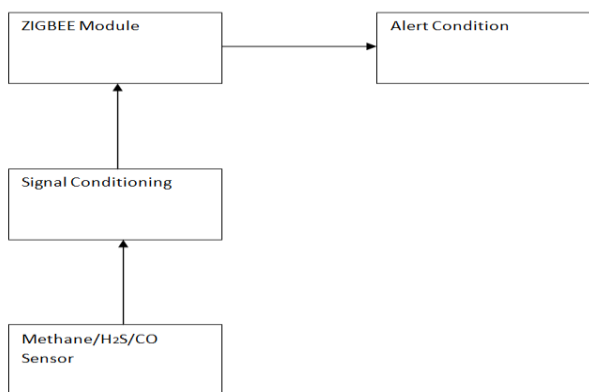 ZIGBEE Module
Alert Condition
Signal Conditioning
Methane/H₂S/CO
Sensor